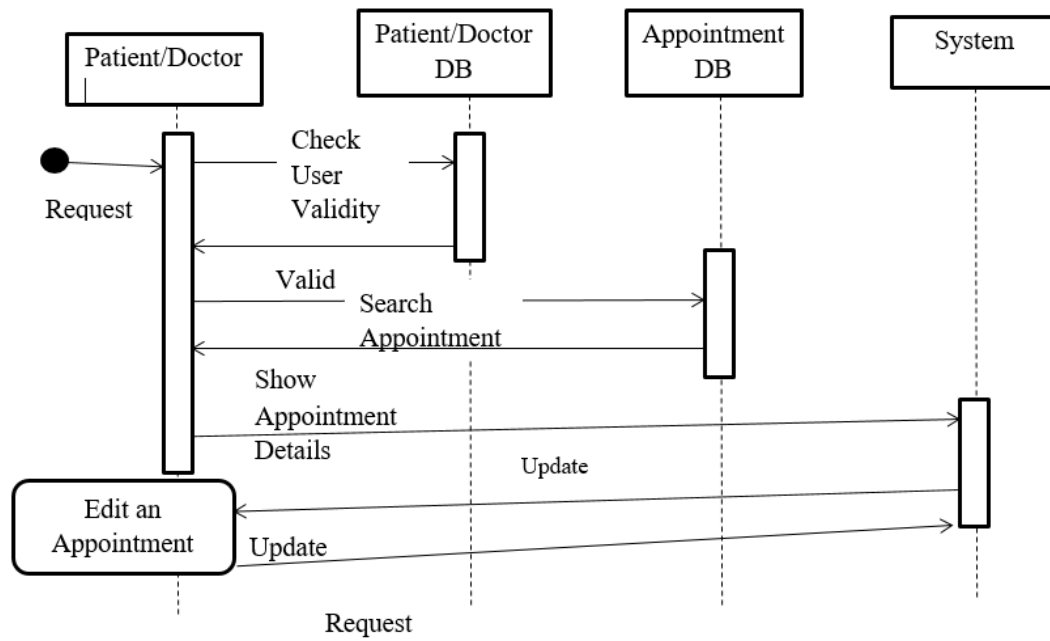 Patient/Doctor
Patient/Doctor
DB
Appointment
DB
System
Request
Check
User
Validity
Valid
Search
Appointment
Show
Appointment
Details
Update
Edit an
Appointment
Update
Request